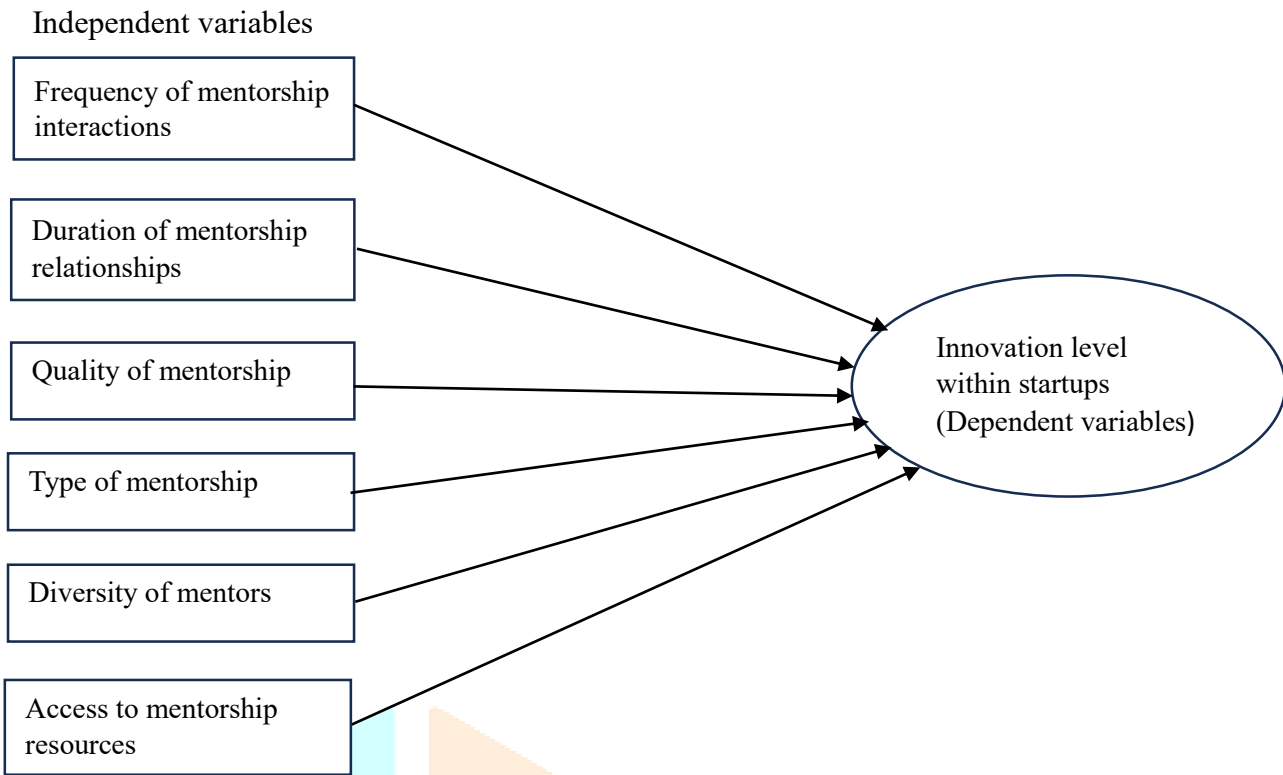 Independent variables
Frequency of mentorship
interactions
Duration of mentorship
relationships
Quality of mentorship
Type of mentorship
Diversity of mentors
Access to mentorship
resources
Innovation level
within startups
(Dependent variables)